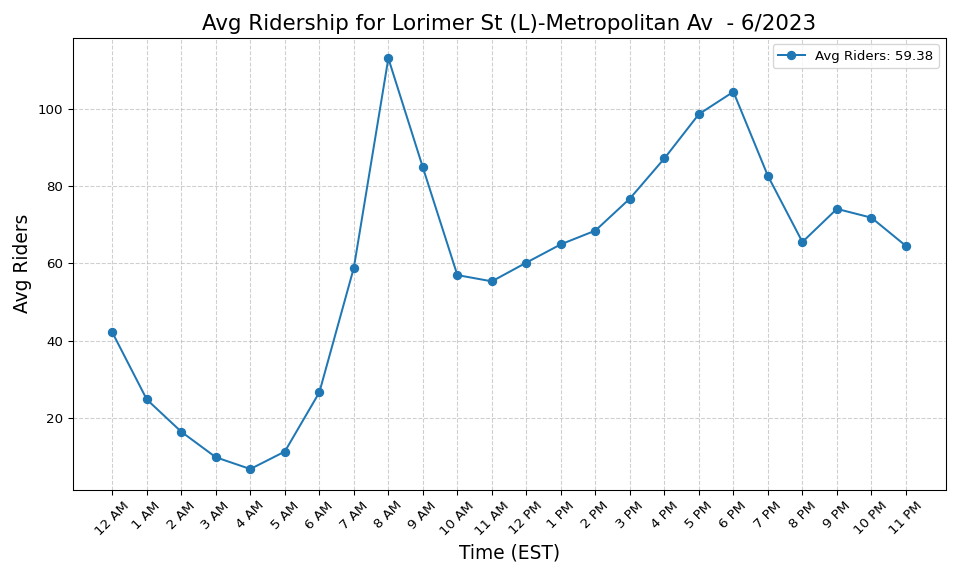 Avg Ridership for Lorimer St (L)-Metropolitan Av  - 6/2023
Avg Riders: 59.38
Avg Riders
100
80
60
40
20
12 AM
1 AM
2 AM
3 AM
4 AM
5 AM
6 AM
7 AM
8 AM
9 AM
10 AM
11 AM
12 PM
1 PM
2 PM
3 PM
4 PM
5 PM
6 PM
7 PM
8 PM
9 PM
10 PM
11 PM
Time (EST)